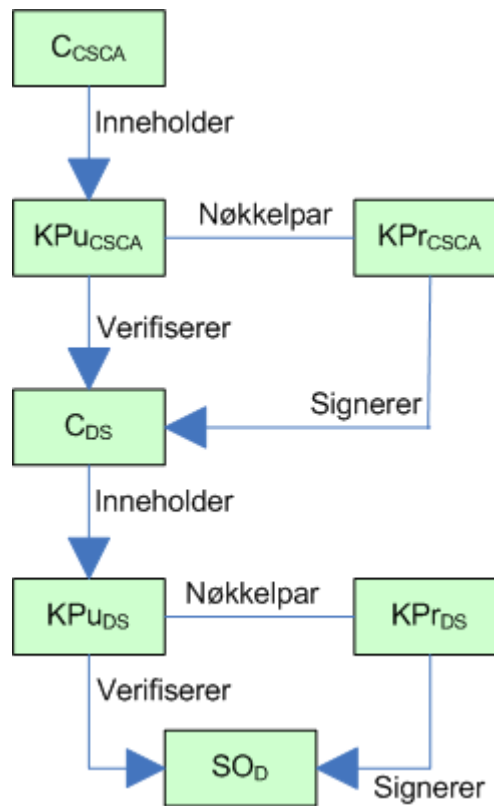 CCSCA
Inneholder
Nøkkelpar
KPuCSCA
KPrCSCA
Verifiserer
Signerer
CDS
Inneholder
Nøkkelpar
KPuDS
KPrDS
Verifiserer
SOD
Signerer